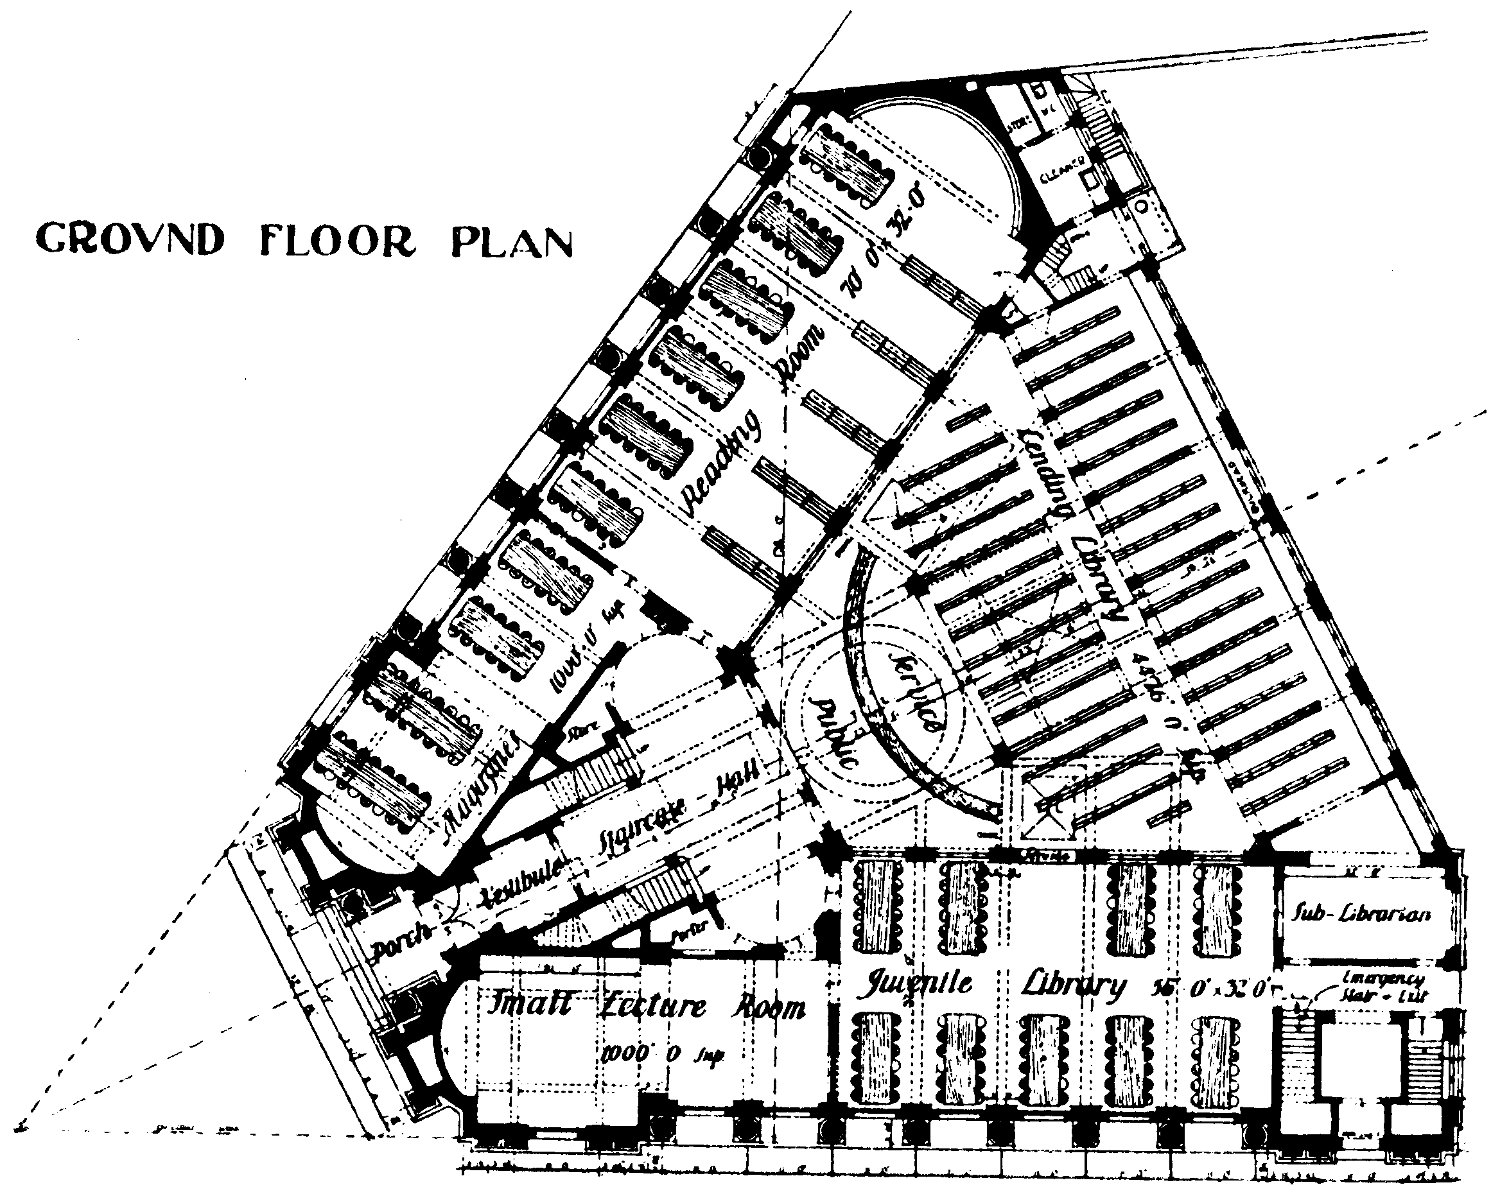 GROVND FLOOR PLAN
STORE
W.C.
CLEANER
70' 0" x 32' 0"
Reading Room
Lending Library
4476' 0" Sup.
1000' 0" Sup.
Magazines
Store
Service
Public
Staircase Hall
Vestibule
Porch
Porter
Small Lecture Room
1000' 0 Sup
Juvenile Library 56' 0" x 32' 0"
Sub-Librarian
Emergency
Stair & Lift